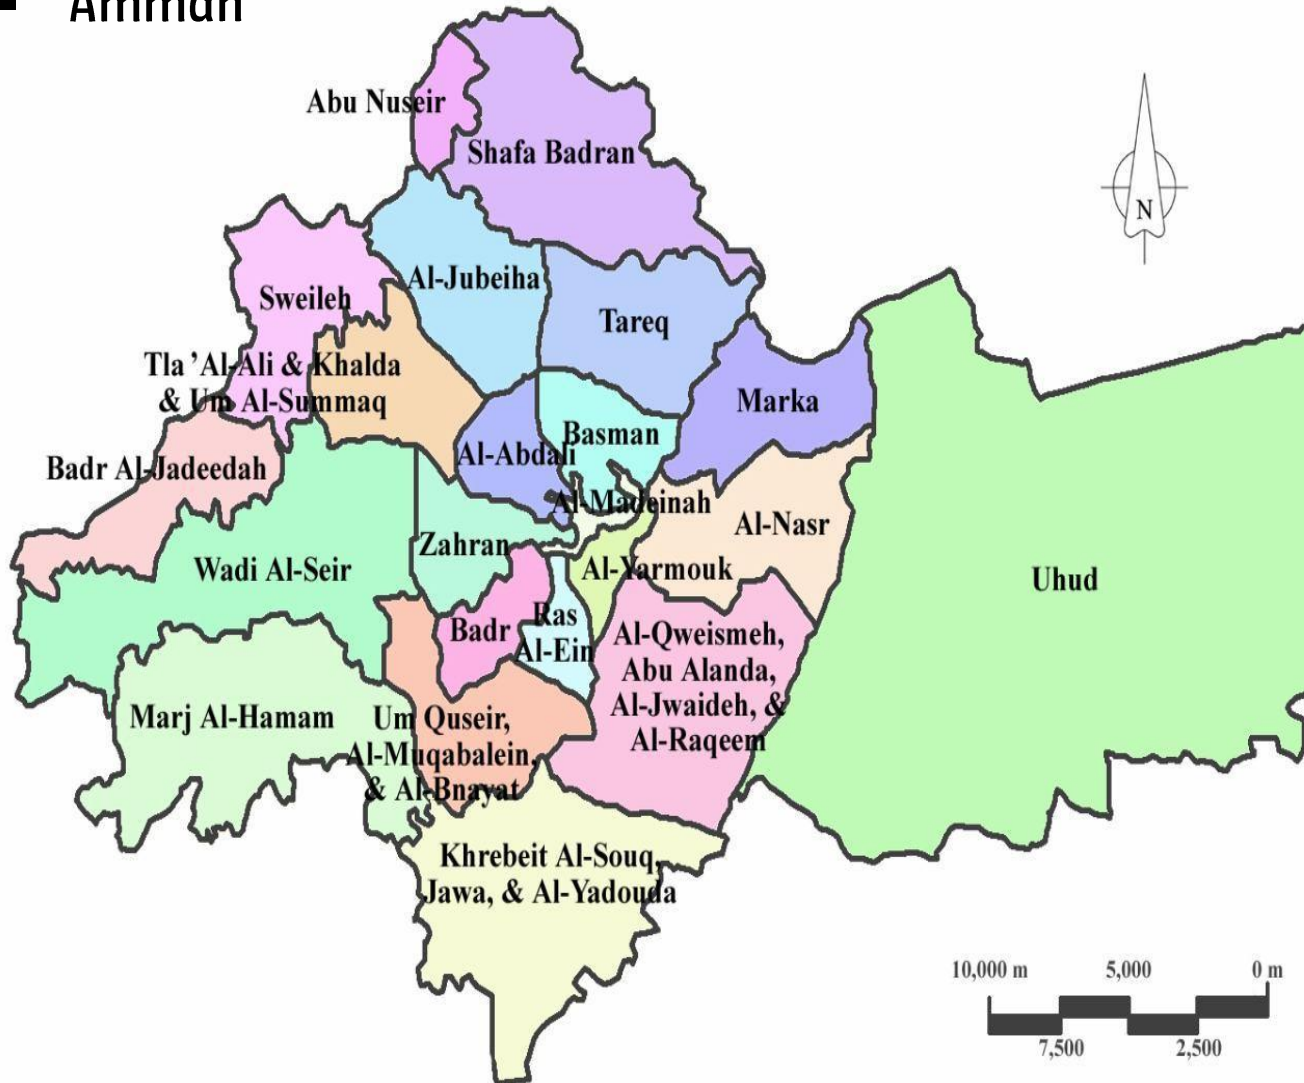 Amman
Abu Nuseir
Shafa Badran
N
Al-Jubeiha
Sweileh
Tareq
Tla 'Al-Ali & Khalda
& Um Al-Summaq
Marka
Basman
Al-Abdali
Badr Al-Jadeedah
Al-Madeinah
Al-Nasr
Zahran
Wadi Al-Seir
Al-Yarmouk
Uhud
Ras
Al-Ein
Badr
Al-Qweismeh,
Abu Alanda,
Al-Jwaideh, &
Al-Raqeem
Marj Al-Hamam
Um Quseir,
Al-Muqabalein,
& Al-Bnayat
Khrebeit Al-Souq,
Jawa, & Al-Yadouda
10,000 m 5,000 0 m
7,500 2,500